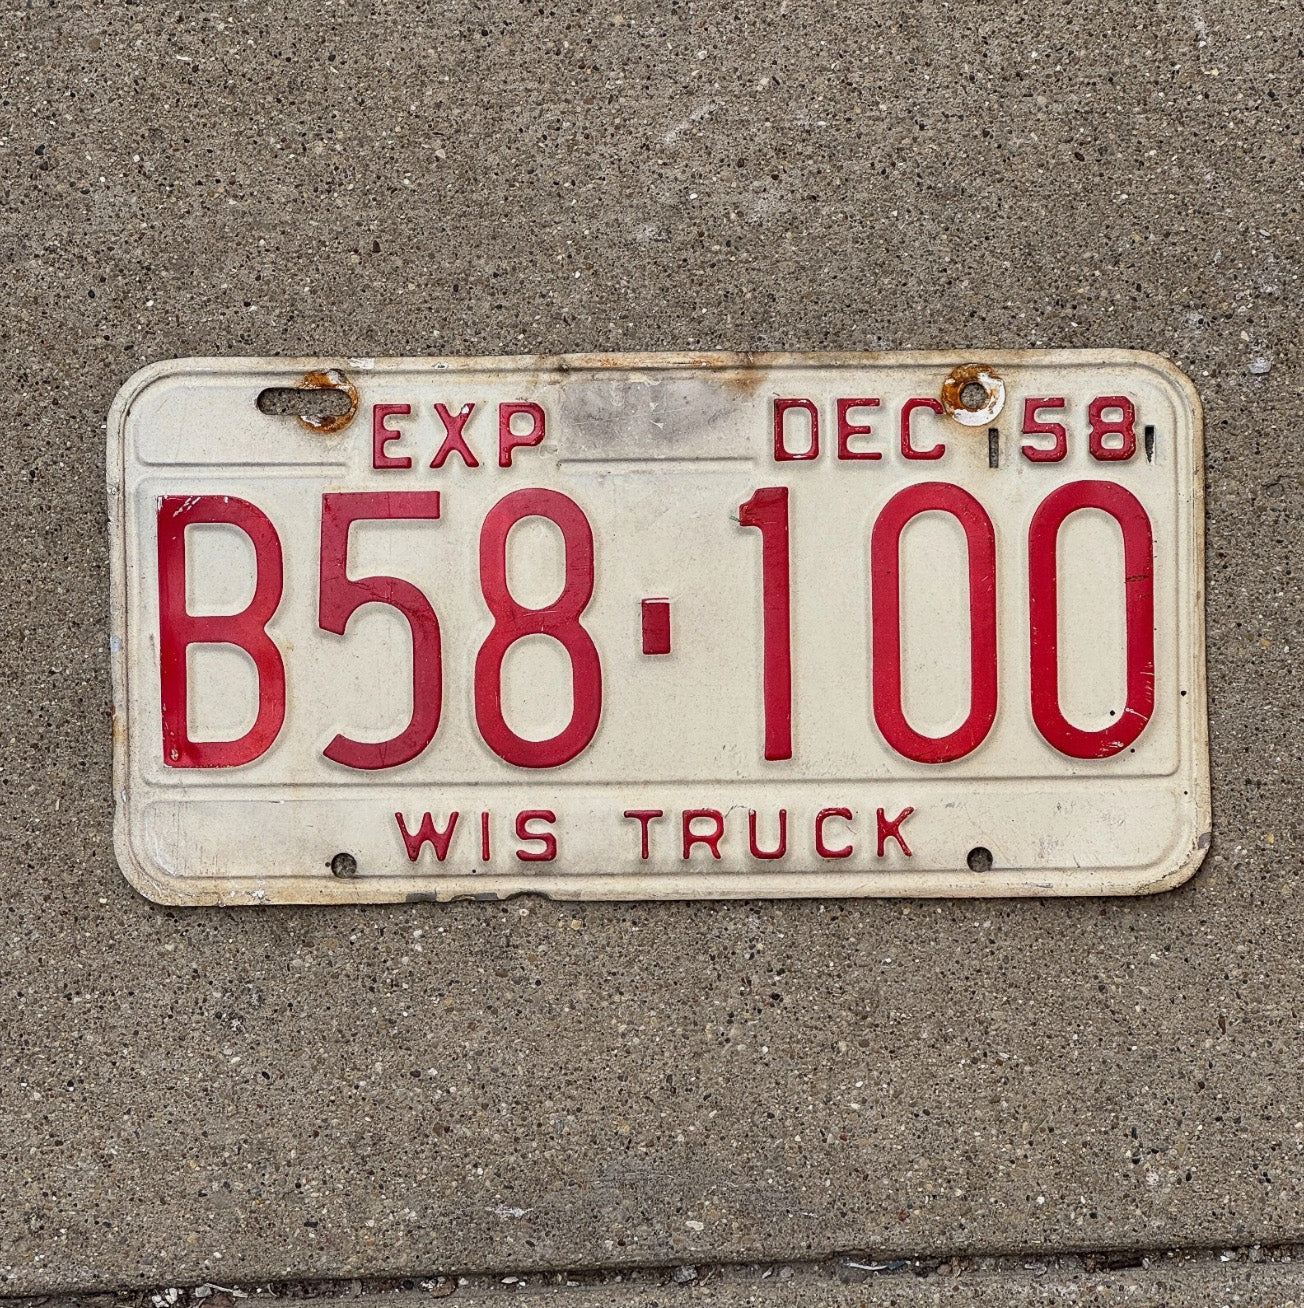 EXP DEC 58
B58-100
WIS TRUCK